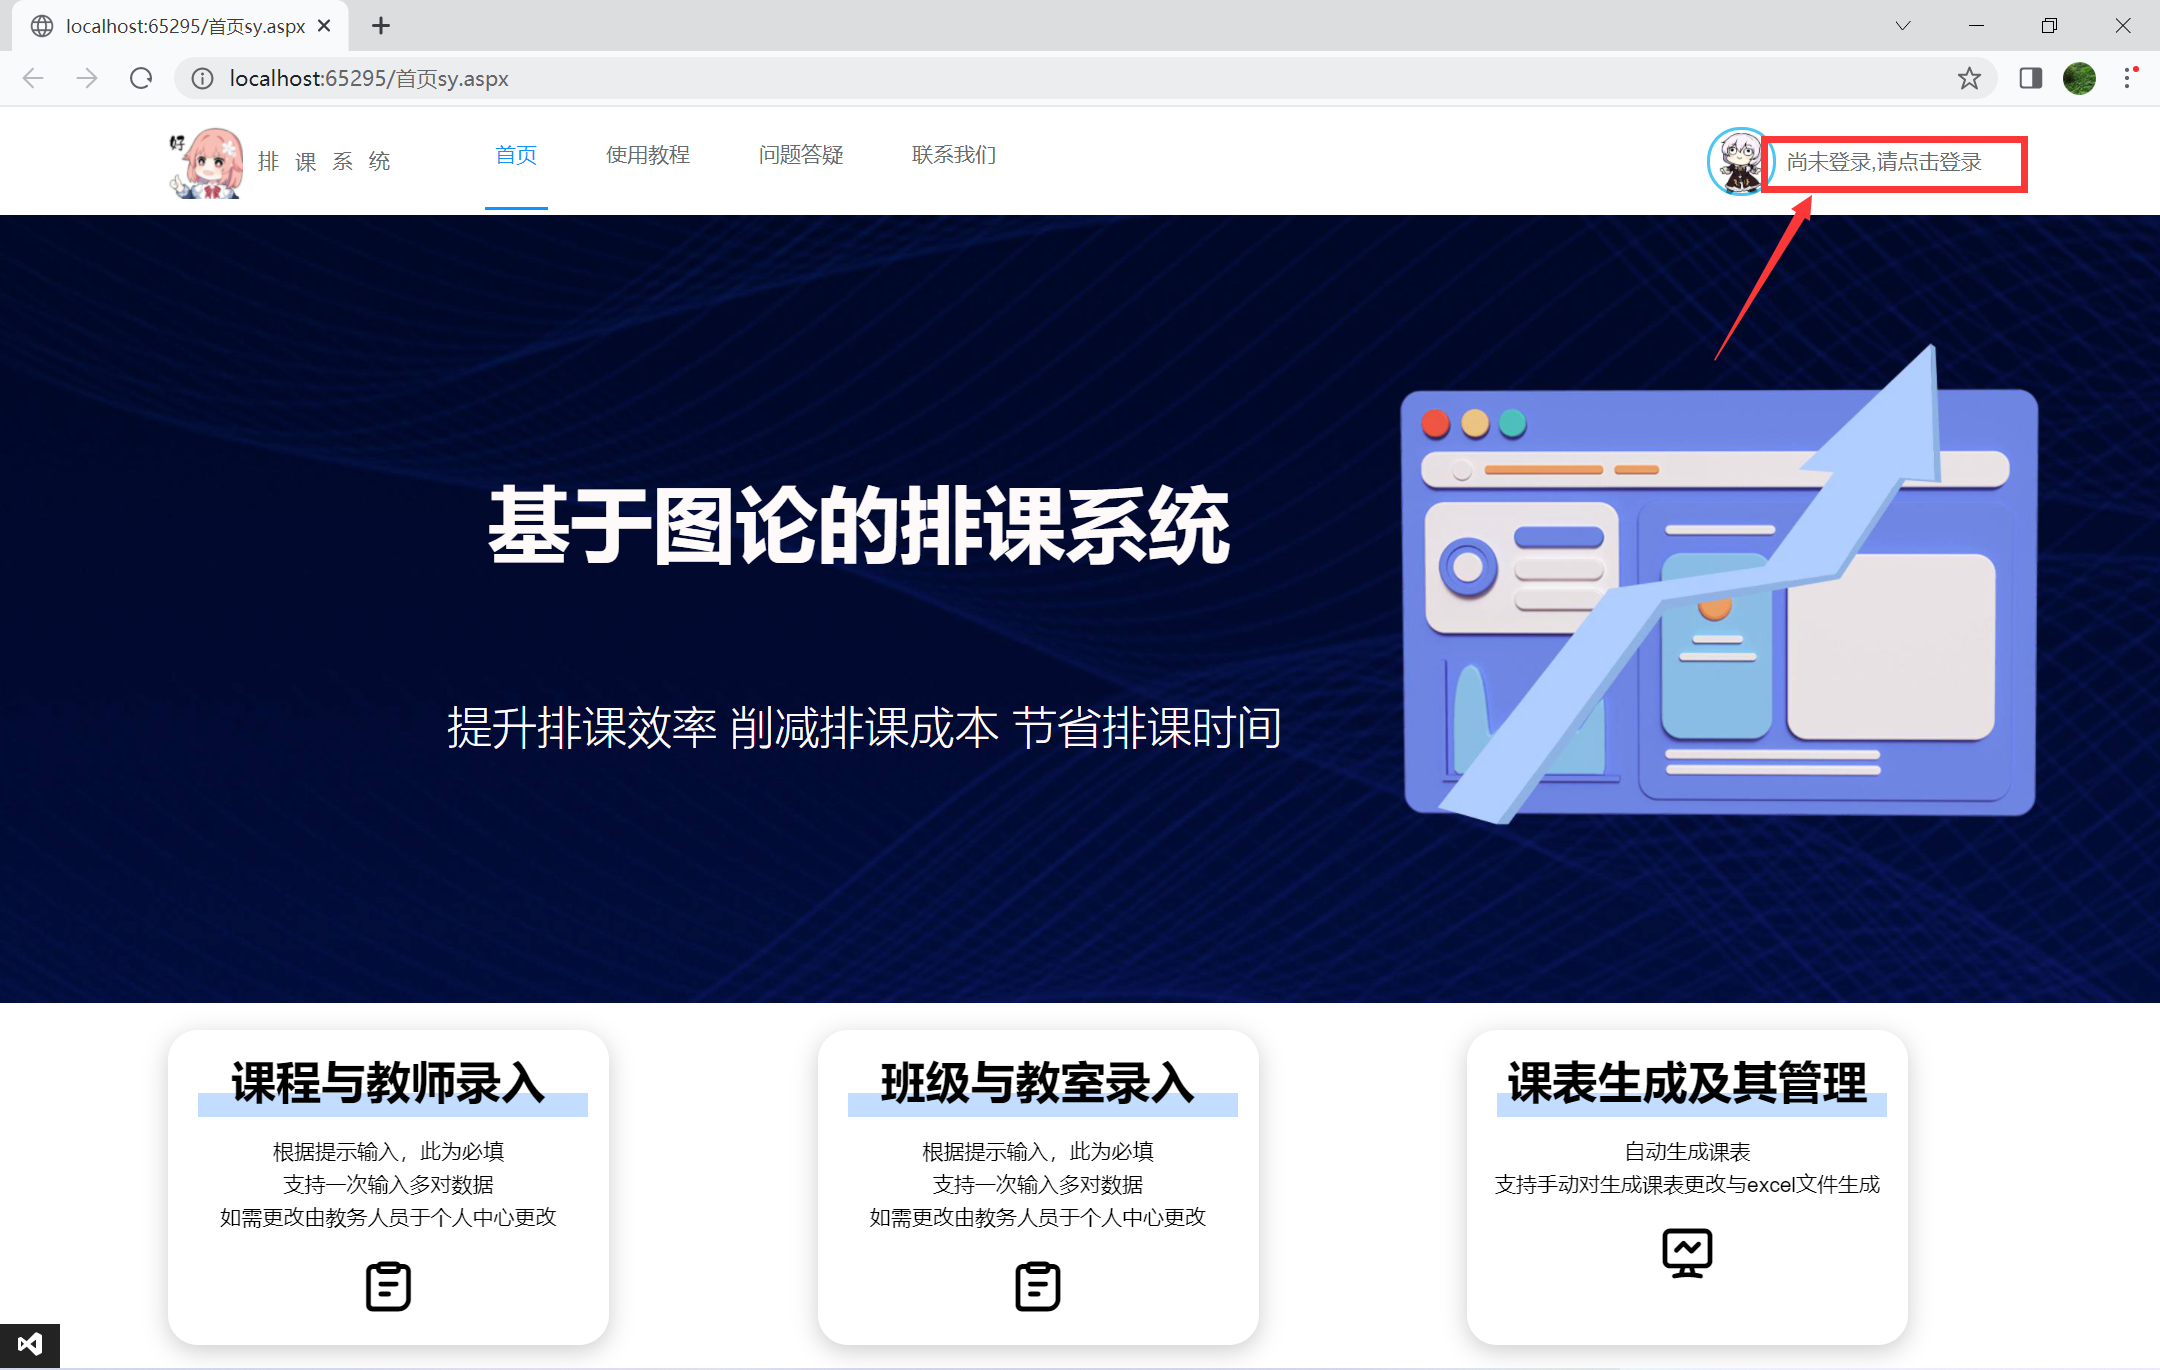 localhost:65295/首页sy.aspx
localhost:65295/首页sy.aspx
好
排 课 系 统
首页
使用教程
问题答疑
联系我们
尚未登录,请点击登录
基于图论的排课系统
提升排课效率 削减排课成本 节省排课时间
课程与教师录入
根据提示输入，此为必填
支持一次输入多对数据
如需更改由教务人员于个人中心更改
班级与教室录入
根据提示输入，此为必填
支持一次输入多对数据
如需更改由教务人员于个人中心更改
课表生成及其管理
自动生成课表
支持手动对生成课表更改与excel文件生成